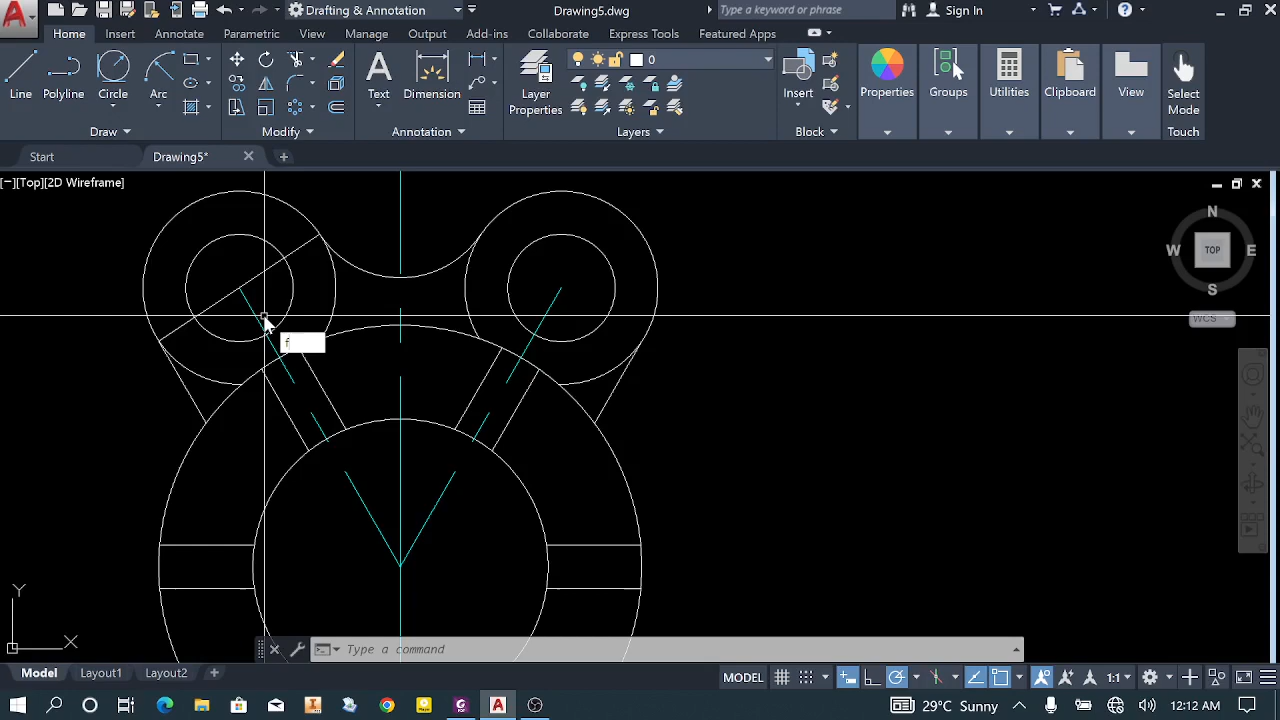 Drafting & Annotation
Drawing5.dwg
Type a keyword or phrase
Sign In
Home Insert Annotate Parametric View Manage Output Add-ins Collaborate Express Tools Featured Apps
0
Line Polyline Circle Arc
Text Dimension
Layer Properties
Insert
Properties Groups Utilities Clipboard View
Select Mode
Draw Modify Annotation Layers Block Touch
Start Drawing5*
[−][Top][2D Wireframe]
N
W TOP E
S
WCS
f
Y
X
Type a command
Model Layout1 Layout2
MODEL 1:1
29°C Sunny 12:12 AM